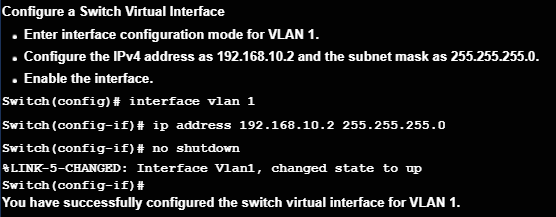 Configure a Switch Virtual Interface
• Enter interface configuration mode for VLAN 1.
• Configure the IPv4 address as 192.168.10.2 and the subnet mask as 255.255.255.0.
• Enable the interface.
Switch(config)# interface vlan 1
Switch(config-if)# ip address 192.168.10.2 255.255.255.0
Switch(config-if)# no shutdown
%LINK-5-CHANGED: Interface Vlan1, changed state to up
Switch(config-if)#
You have successfully configured the switch virtual interface for VLAN 1.